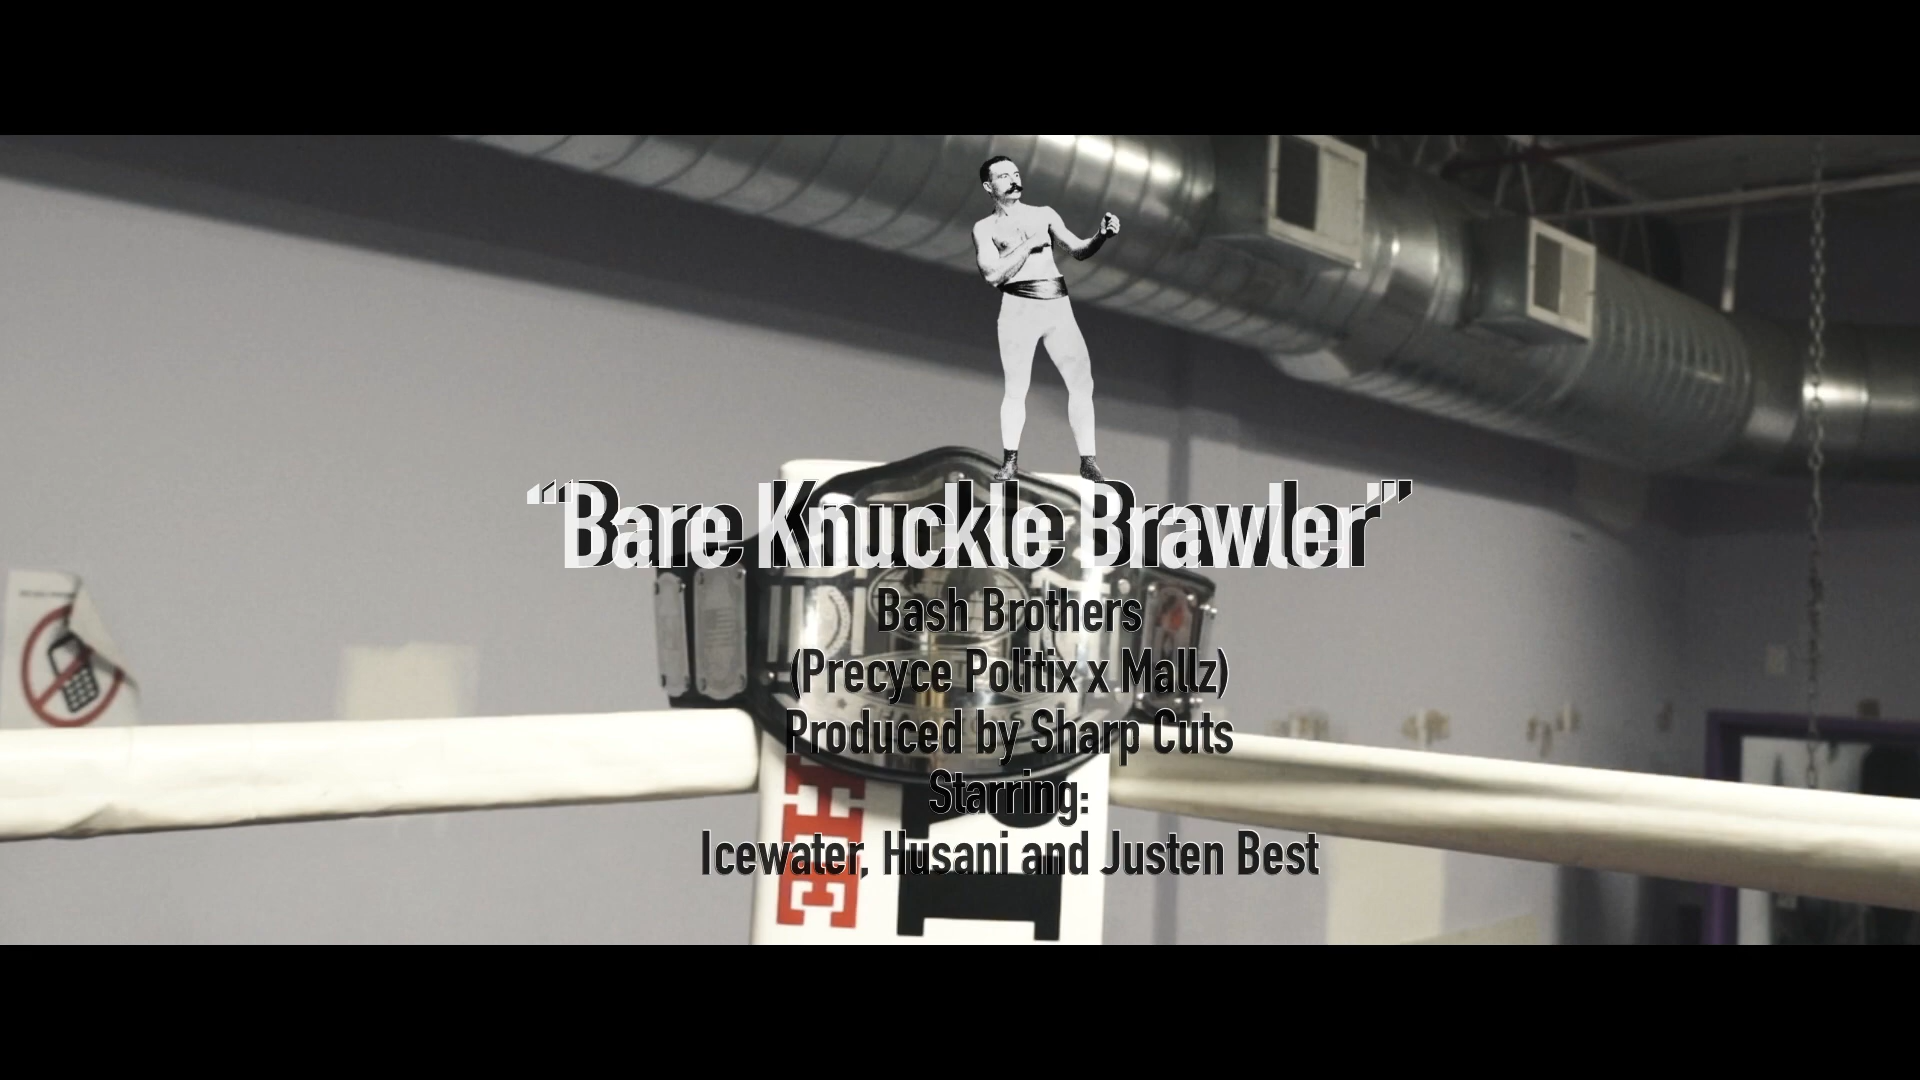 “Bare Knuckle Brawler”
Bash Brothers
(Precyce Politix x Mallz)
Produced by Sharp Cuts
Starring:
Icewater, Husani and Justen Best